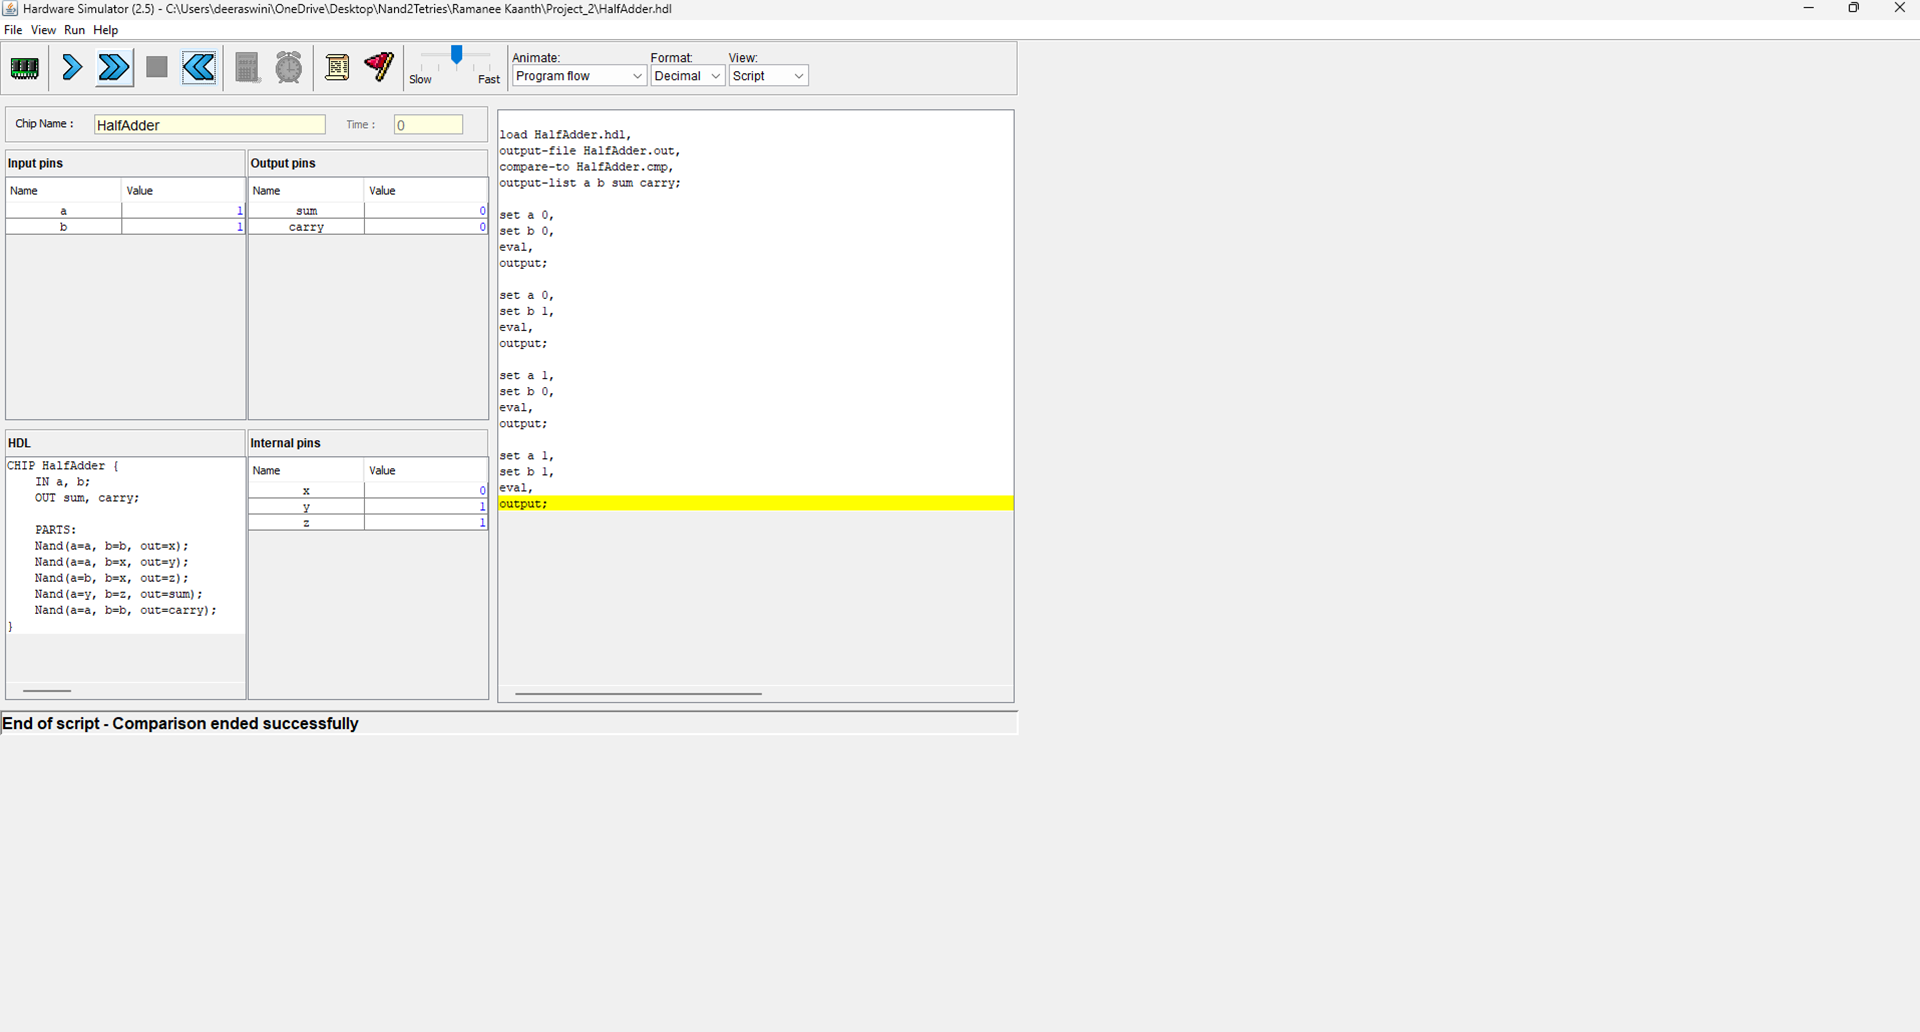 Hardware Simulator (2.5) - C:\Users\deeraswini\OneDrive\Desktop\Nand2Tetries\Ramanee Kaanth\Project_2\HalfAdder.hdl
File View Run Help
Slow Fast
Animate: Format: View:
Program flow Decimal Script
Chip Name : HalfAdder Time : 0
Input pins
Name Value
a 1
b 1
Output pins
Name Value
sum 0
carry 0
HDL
CHIP HalfAdder {
IN a, b;
OUT sum, carry;
PARTS:
Nand(a=a, b=b, out=x);
Nand(a=a, b=x, out=y);
Nand(a=b, b=x, out=z);
Nand(a=y, b=z, out=sum);
Nand(a=a, b=b, out=carry);
}
Internal pins
Name Value
x 0
y 1
z 1
load HalfAdder.hdl,
output-file HalfAdder.out,
compare-to HalfAdder.cmp,
output-list a b sum carry;
set a 0,
set b 0,
eval,
output;
set a 0,
set b 1,
eval,
output;
set a 1,
set b 0,
eval,
output;
set a 1,
set b 1,
eval,
output;
End of script - Comparison ended successfully